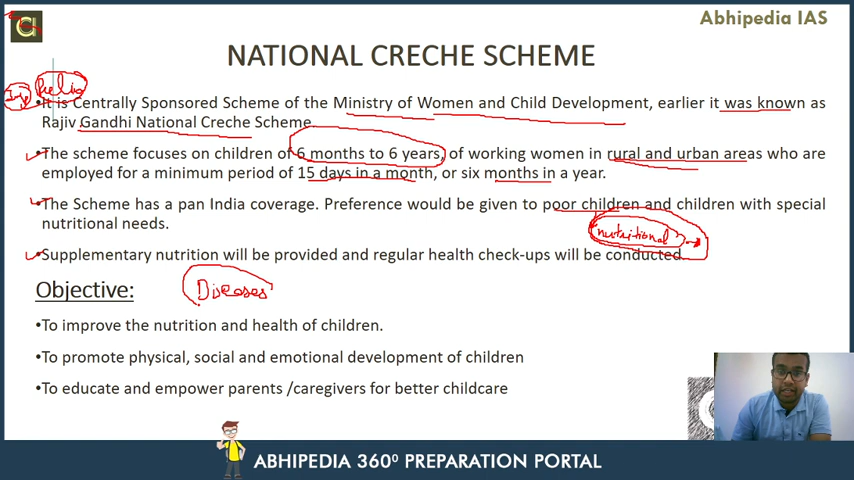 Abhipedia IAS
NATIONAL CRECHE SCHEME
•It is Centrally Sponsored Scheme of the Ministry of Women and Child Development, earlier it was known as
Rajiv Gandhi National Creche Scheme.
•The scheme focuses on children of 6 months to 6 years, of working women in rural and urban areas who are
employed for a minimum period of 15 days in a month, or six months in a year.
•The Scheme has a pan India coverage. Preference would be given to poor children and children with special
nutritional needs.
nutritional
•Supplementary nutrition will be provided and regular health check-ups will be conducted.
Objective:
Diseases
•To improve the nutrition and health of children.
•To promote physical, social and emotional development of children
•To educate and empower parents /caregivers for better childcare
ABHIPEDIA 360⁰ PREPARATION PORTAL